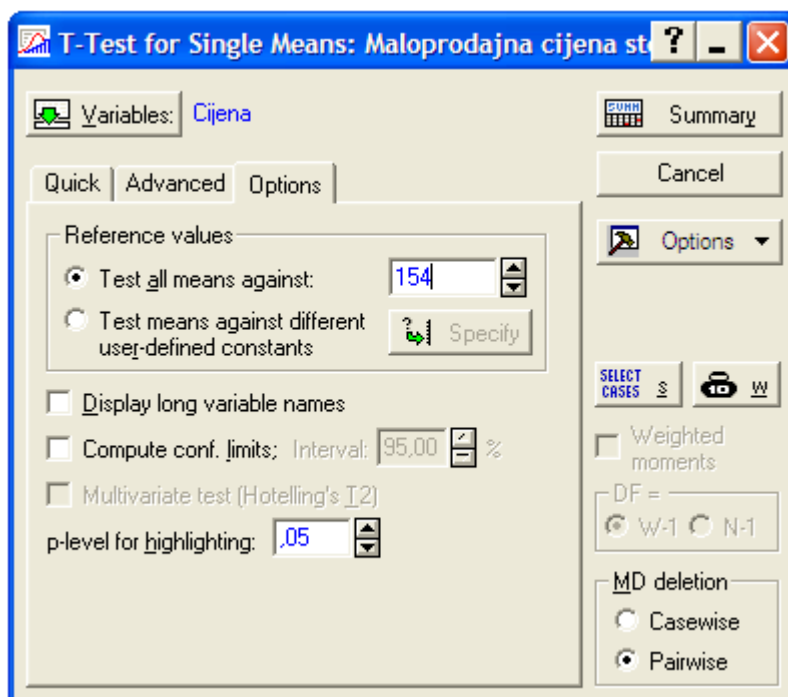 T-Test for Single Means: Maloprodajna cijena
Variables: Cijena
Summary
Cancel
Options
Quick Advanced Options
Reference values
Test all means against: 154
Test means against different
user-defined constants
Specify
Display long variable names
Compute conf. limits; Interval: 95,00 %
Multivariate test (Hotelling's T2)
p-level for highlighting: ,05
SELECT
CASES S
W
Weighted
moments
DF =
W-1 N-1
MD deletion
Casewise
Pairwise